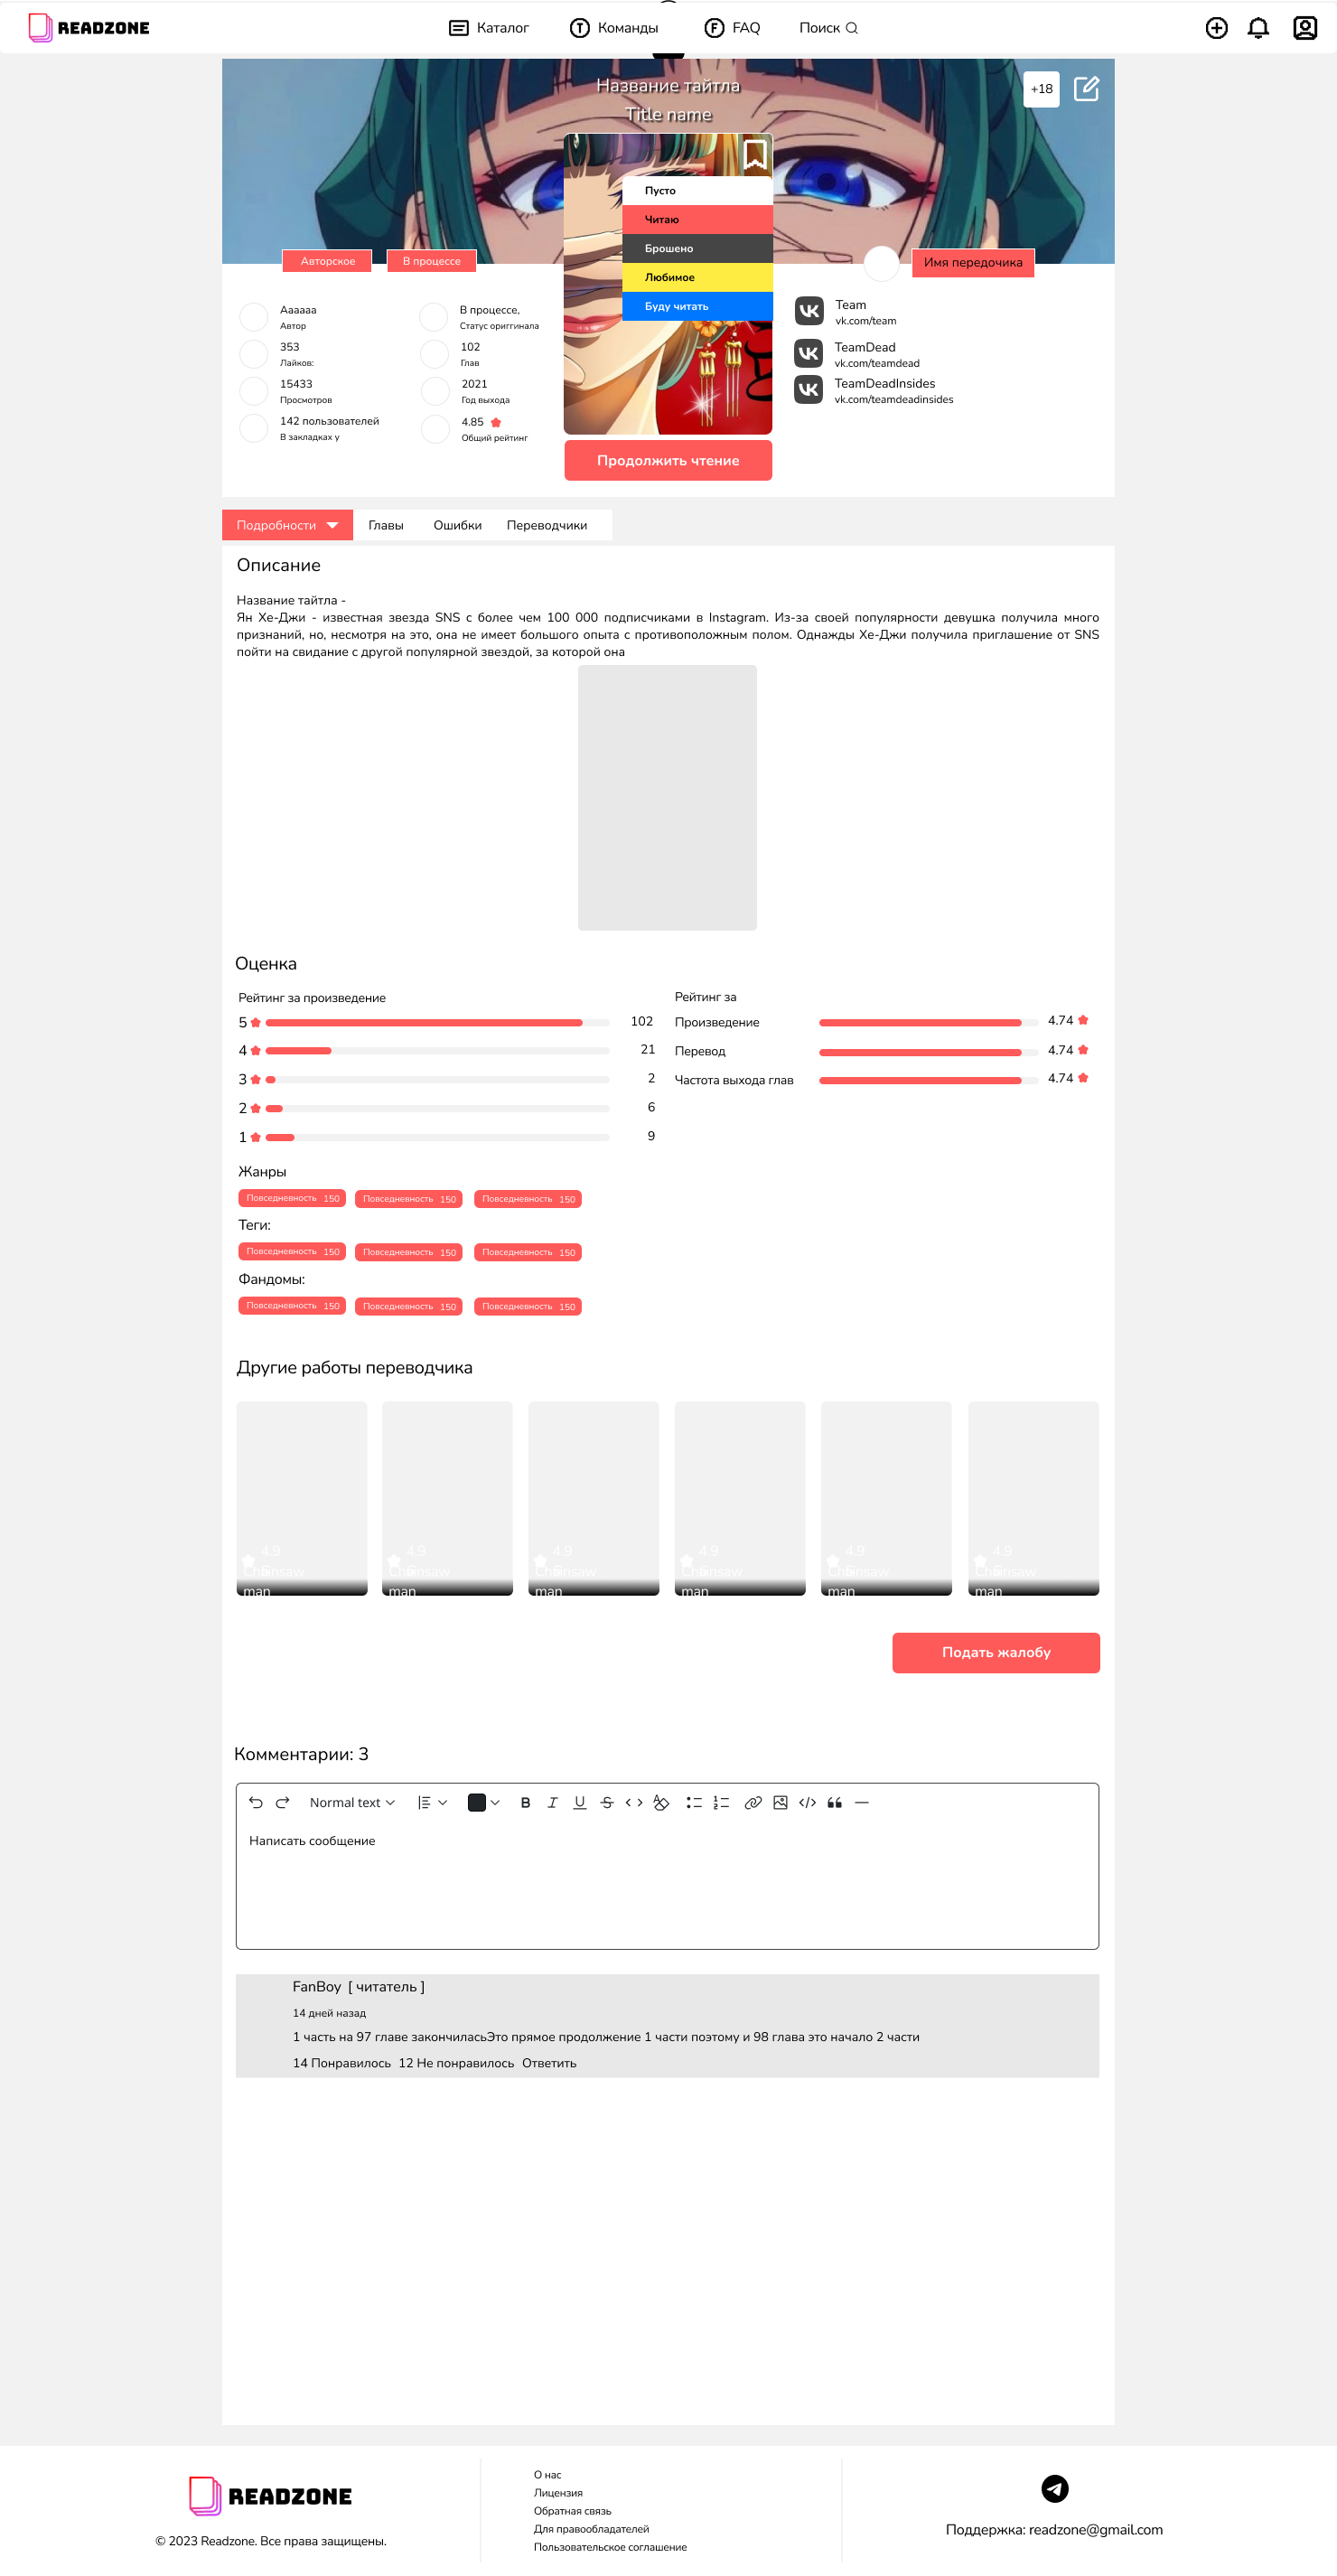 READZONE
Каталог
Команды
FAQ
Поиск
Название тайтла
Title name
+18
Пусто
Читаю
Брошено
Любимое
Буду читать
Авторское
В процессе
Имя передочика
Aaaaaa
Автор
353
Лайков:
15433
Просмотров
142 пользователей
В закладках у
В процессе,
Статус ориггинала
102
Глав
2021
Год выхода
4.85
Общий рейтинг
Team
vk.com/team
TeamDead
vk.com/teamdead
TeamDeadInsides
vk.com/teamdeadinsides
Продолжить чтение
Подробности
Главы
Ошибки
Переводчики
Описание
Название тайтла -
Ян Хе-Джи - известная звезда SNS с более чем 100 000 подписчиками в Instagram. Из-за своей популярности девушка получила много
признаний, но, несмотря на это, она не имеет большого опыта с противоположным полом. Однажды Хе-Джи получила приглашение от SNS
пойти на свидание с другой популярной звездой, за которой она
Оценка
Рейтинг за произведение
5 102
4 21
3 2
2 6
1 9
Рейтинг за
Произведение 4.74
Перевод 4.74
Частота выхода глав 4.74
Жанры
Повседневность 150 Повседневность 150 Повседневность 150
Теги:
Повседневность 150 Повседневность 150 Повседневность 150
Фандомы:
Повседневность 150 Повседневность 150 Повседневность 150
Другие работы переводчика
4.9 4.9 4.9 4.9 4.9 4.9
Chainsaw Chainsaw Chainsaw Chainsaw Chainsaw Chainsaw
man man man man man man
Подать жалобу
Комментарии: 3
Normal text
Написать сообщение
FanBoy [ читатель ]
14 дней назад
1 часть на 97 главе закончиласьЭто прямое продолжение 1 части поэтому и 98 глава это начало 2 части
14 Понравилось 12 Не понравилось Ответить
READZONE
© 2023 Readzone. Все права защищены.
О нас
Лицензия
Обратная связь
Для правообладателей
Пользовательское соглашение
Поддержка: readzone@gmail.com